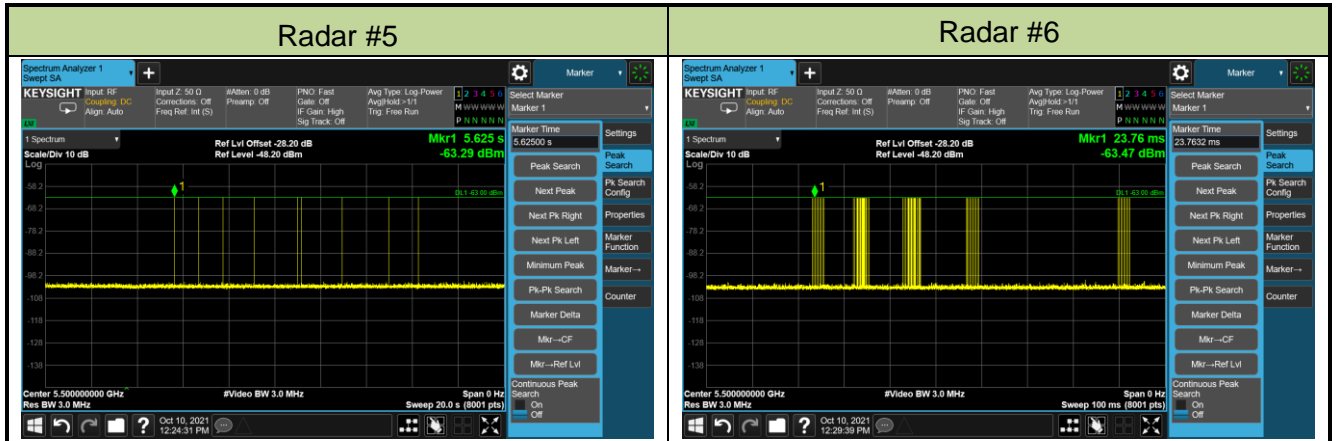 Radar #5
Spectrum Analyzer 1
Swept SA
Marker
KEYSIGHT Input: RF
Coupling: DC
Align: Auto
Input Z: 50 Ω
Corrections: Off
Freq Ref: Int (S)
#Atten: 0 dB
Preamp: Off
PNO: Fast
Gate: Off
IF Gain: High
Sig Track: Off
Avg Type: Log-Power
Avg|Hold:>1/1
Trig: Free Run
1 2 3 4 5 6
M W W W W W
P N N N N N
Select Marker
Marker 1
1 Spectrum
Scale/Div 10 dB
Log
Ref Lvl Offset -28.20 dB
Ref Level -48.20 dBm
Mkr1 5.625 s
-63.29 dBm
1
DL1 -63.00 dBm
-58.2
-68.2
-78.2
-88.2
-98.2
-108
-118
-128
-138
Center 5.500000000 GHz
Res BW 3.0 MHz
#Video BW 3.0 MHz
Span 0 Hz
Sweep 20.0 s (8001 pts)
Marker Time
5.62500 s
Peak Search
Next Peak
Next Pk Right
Next Pk Left
Minimum Peak
Pk-Pk Search
Marker Delta
Mkr→CF
Mkr→Ref Lvl
Continuous Peak
Search
On
Off
Settings
Peak
Search
Pk Search
Config
Properties
Marker
Function
Marker→
Counter
Oct 10, 2021
12:24:31 PM
Radar #6
Spectrum Analyzer 1
Swept SA
Marker
KEYSIGHT Input: RF
Coupling: DC
Align: Auto
Input Z: 50 Ω
Corrections: Off
Freq Ref: Int (S)
#Atten: 0 dB
Preamp: Off
PNO: Fast
Gate: Off
IF Gain: High
Sig Track: Off
Avg Type: Log-Power
Avg|Hold:>1/1
Trig: Free Run
1 2 3 4 5 6
M W W W W W
P N N N N N
Select Marker
Marker 1
1 Spectrum
Scale/Div 10 dB
Log
Ref Lvl Offset -28.20 dB
Ref Level -48.20 dBm
Mkr1 23.76 ms
-63.47 dBm
1
DL1 -63.00 dBm
-58.2
-68.2
-78.2
-88.2
-98.2
-108
-118
-128
-138
Center 5.500000000 GHz
Res BW 3.0 MHz
#Video BW 3.0 MHz
Span 0 Hz
Sweep 100 ms (8001 pts)
Marker Time
23.7632 ms
Peak Search
Next Peak
Next Pk Right
Next Pk Left
Minimum Peak
Pk-Pk Search
Marker Delta
Mkr→CF
Mkr→Ref Lvl
Continuous Peak
Search
On
Off
Settings
Peak
Search
Pk Search
Config
Properties
Marker
Function
Marker→
Counter
Oct 10, 2021
12:29:39 PM